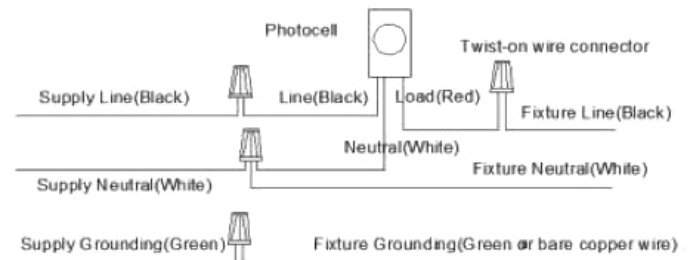 Photocell
Twist-on wire connector
Supply Line(Black)
Line(Black)
Load(Red)
Fixture Line(Black)
Neutral(White)
Fixture Neutral(White)
Supply Neutral(White)
Supply Grounding(Green)
Fixture Grounding(Green or bare copper wire)